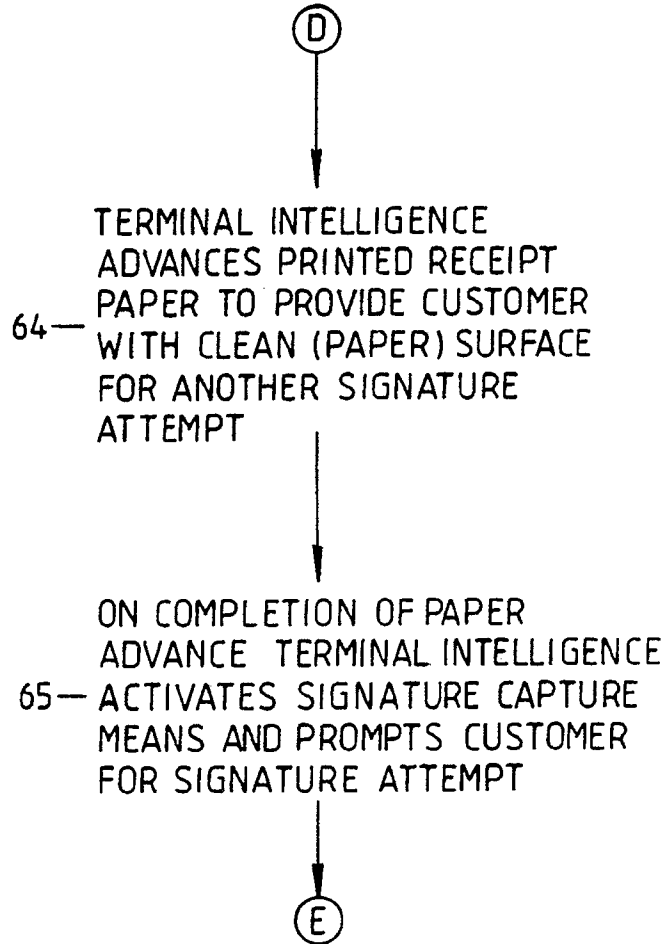 D
TERMINAL INTELLIGENCE
ADVANCES PRINTED RECEIPT
PAPER TO PROVIDE CUSTOMER
64 — WITH CLEAN (PAPER) SURFACE
FOR ANOTHER SIGNATURE
ATTEMPT
ON COMPLETION OF PAPER
ADVANCE TERMINAL INTELLIGENCE
65 — ACTIVATES SIGNATURE CAPTURE
MEANS AND PROMPTS CUSTOMER
FOR SIGNATURE ATTEMPT
E